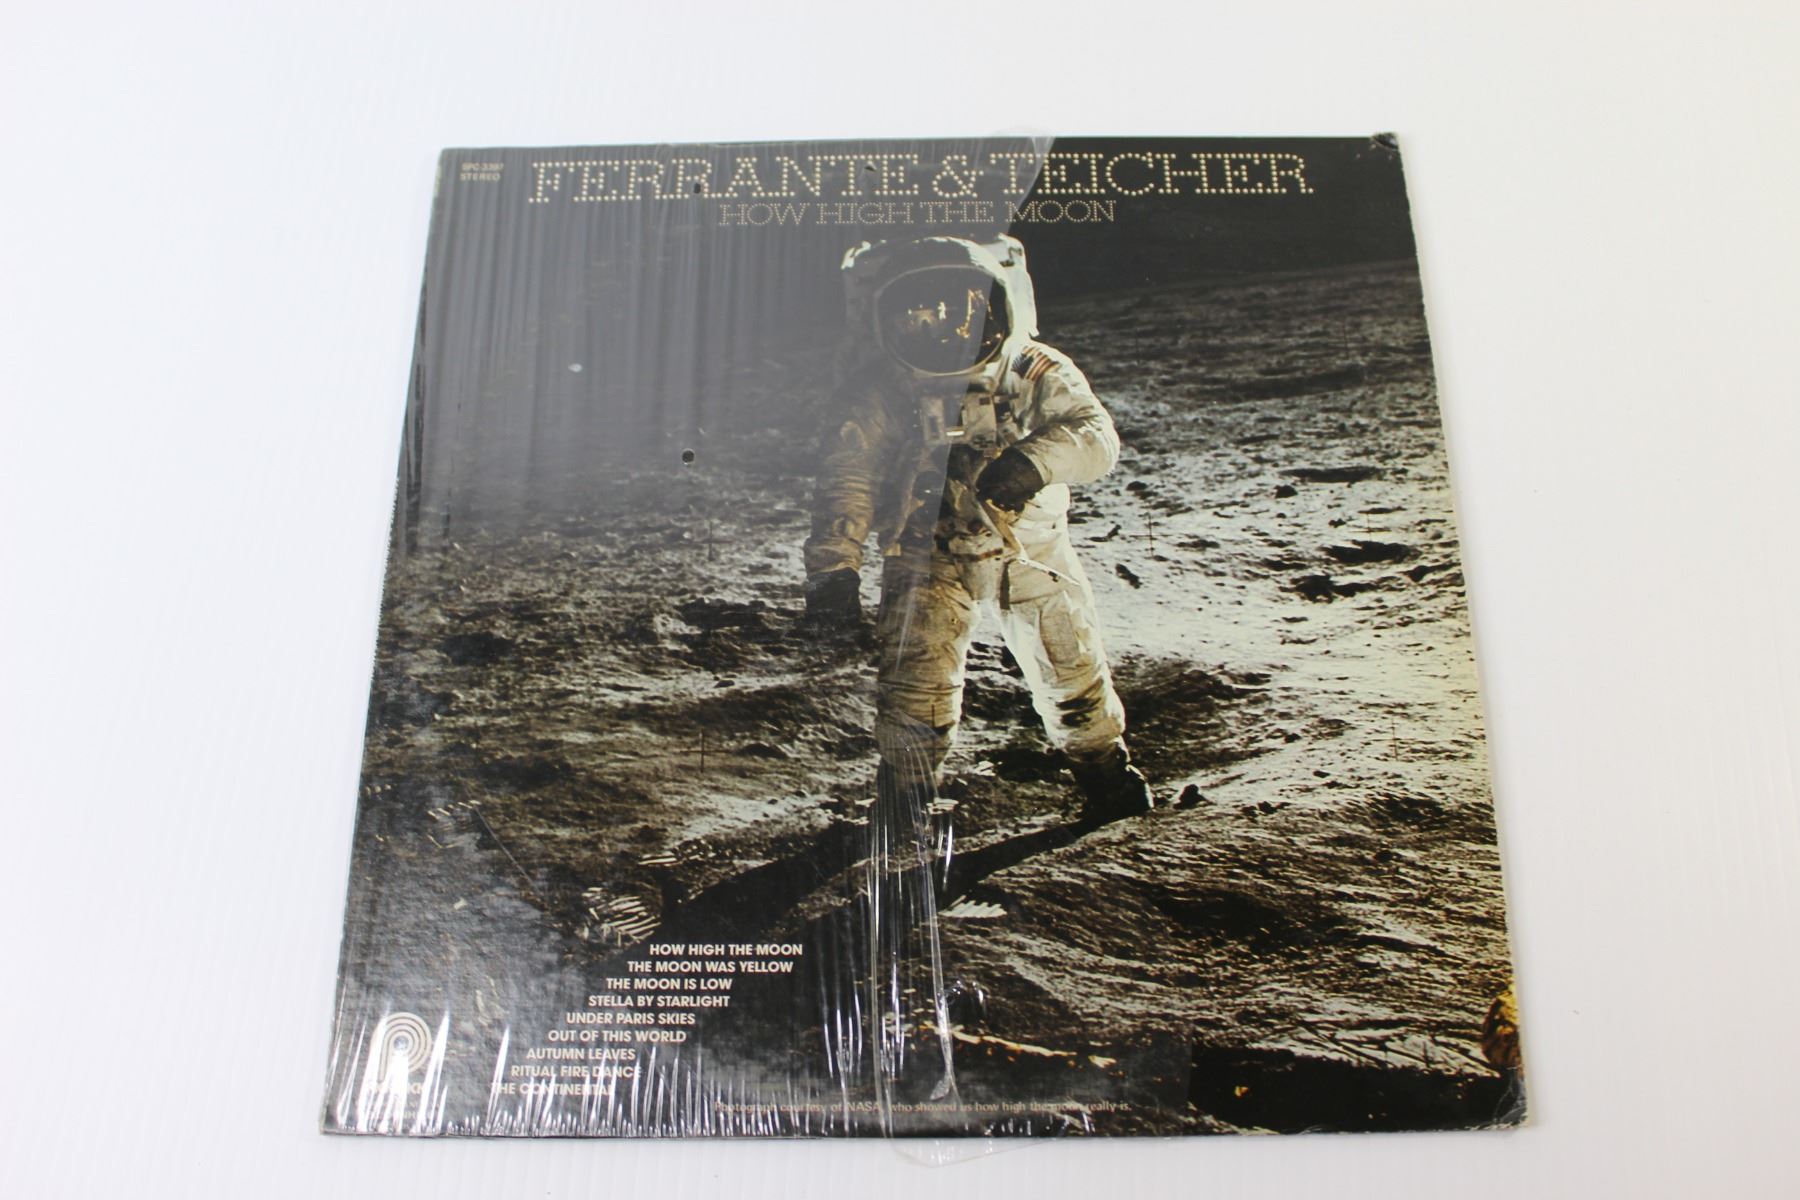 SPC-3397
STEREO
FERRANTE & TEICHER
HOW HIGH THE MOON
HOW HIGH THE MOON
THE MOON WAS YELLOW
THE MOON IS LOW
STELLA BY STARLIGHT
UNDER PARIS SKIES
OUT OF THIS WORLD
AUTUMN LEAVES
RITUAL FIRE DANCE
THE CONTINENTAL
Photograph courtesy of NASA, who showed us how high the moon really is.